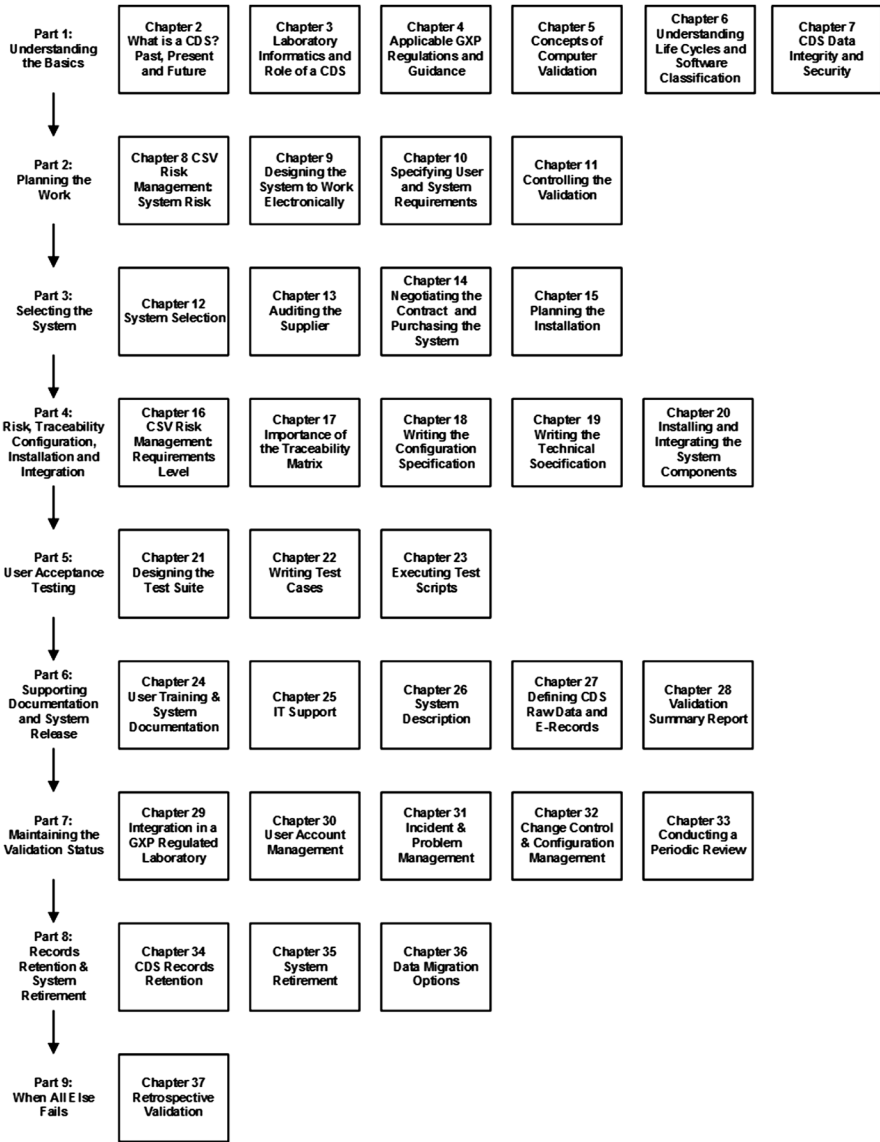 Part 1:
Understanding
the Basics
Chapter 2
What is a CDS?
Past, Present
and Future
Chapter 3
Laboratory
Informatics and
Role of a CDS
Chapter 4
Applicable GXP
Regulations and
Guidance
Chapter 5
Concepts of
Computer
Validation
Chapter 6
Understanding
Life Cycles and
Software
Classification
Chapter 7
CDS Data
Integrity and
Security
Part 2:
Planning the
Work
Chapter 8 CSV
Risk
Management:
System Risk
Chapter 9
Designing the
System to Work
Electronically
Chapter 10
Specifying User
and System
Requirements
Chapter 11
Controlling the
Validation
Part 3:
Selecting the
System
Chapter 12
System Selection
Chapter 13
Auditing the
Supplier
Chapter 14
Negotiating the
Contract and
Purchasing the
System
Chapter 15
Planning the
Installation
Part 4:
Risk, Traceability
Configuration,
Installation and
Integration
Chapter 16
CSV Risk
Management:
Requirements
Level
Chapter 17
Importance of
the Traceability
Matrix
Chapter 18
Writing the
Configuration
Specification
Chapter 19
Writing the
Technical
Soecification
Chapter 20
Installing and
Integrating the
System
Components
Part 5:
User Acceptance
Testing
Chapter 21
Designing the
Test Suite
Chapter 22
Writing Test
Cases
Chapter 23
Executing Test
Scripts
Part 6:
Supporting
Documentation
and System
Release
Chapter 24
User Training &
System
Documentation
Chapter 25
IT Support
Chapter 26
System
Description
Chapter 27
Defining CDS
Raw Data and
E-Records
Chapter 28
Validation
Summary Report
Part 7:
Maintaining the
Validation Status
Chapter 29
Integration in a
GXP Regulated
Laboratory
Chapter 30
User Account
Management
Chapter 31
Incident &
Problem
Management
Chapter 32
Change Control
& Configuration
Management
Chapter 33
Conducting a
Periodic Review
Part 8:
Records
Retention &
System
Retirement
Chapter 34
CDS Records
Retention
Chapter 35
System
Retirement
Chapter 36
Data Migration
Options
Part 9:
When All Else
Fails
Chapter 37
Retrospective
Validation